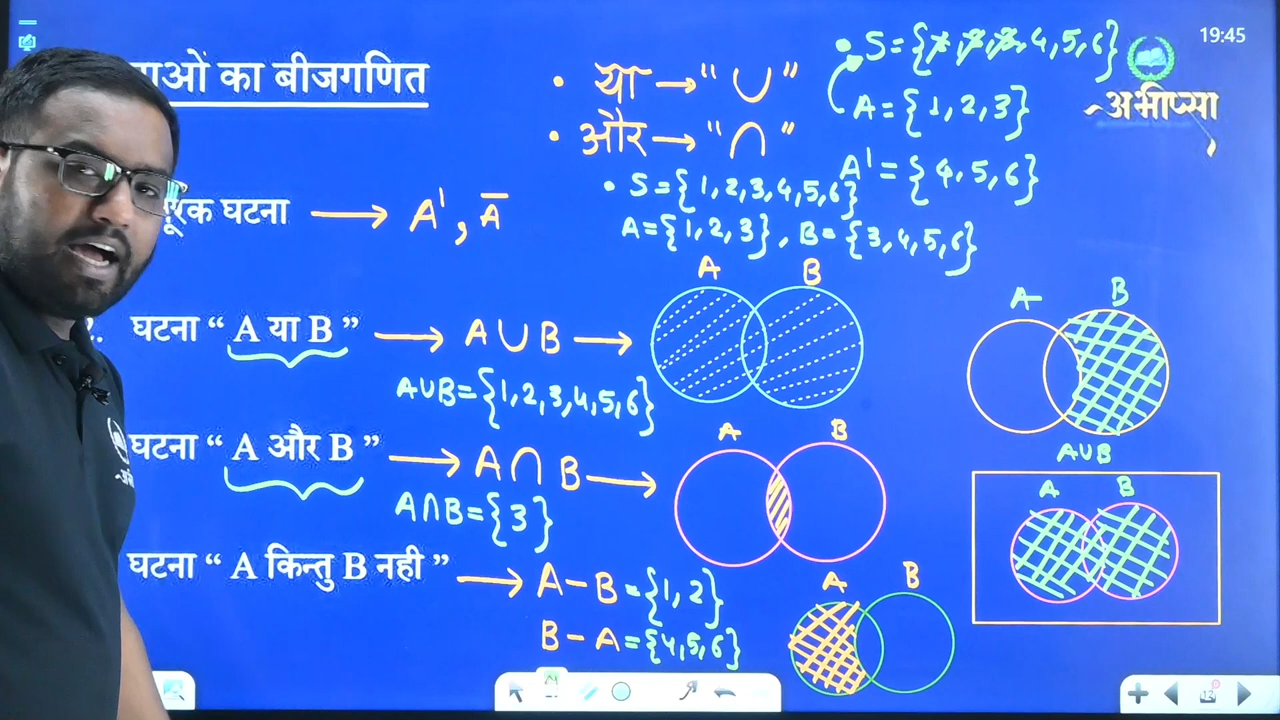 19:45
का बीजगणित
• या → " ∪ "
• और → " ∩ "
• S = { 4, 5, 6}
A = {1, 2, 3}
A' = {4, 5, 6}
अभीप्सा
घटना → A' , A̅
• S = {1, 2, 3, 4, 5, 6}
A = {1, 2, 3} , B = {3, 4, 5, 6}
2. घटना " A या B " → A ∪ B →
A∪B = {1, 2, 3, 4, 5, 6}
A B
A B
घटना " A और B " → A ∩ B →
A∩B = {3}
A B
A∪B
A B
घटना " A किन्तु B नही " → A – B = {1, 2}
B – A = {4, 5, 6}
A B
12